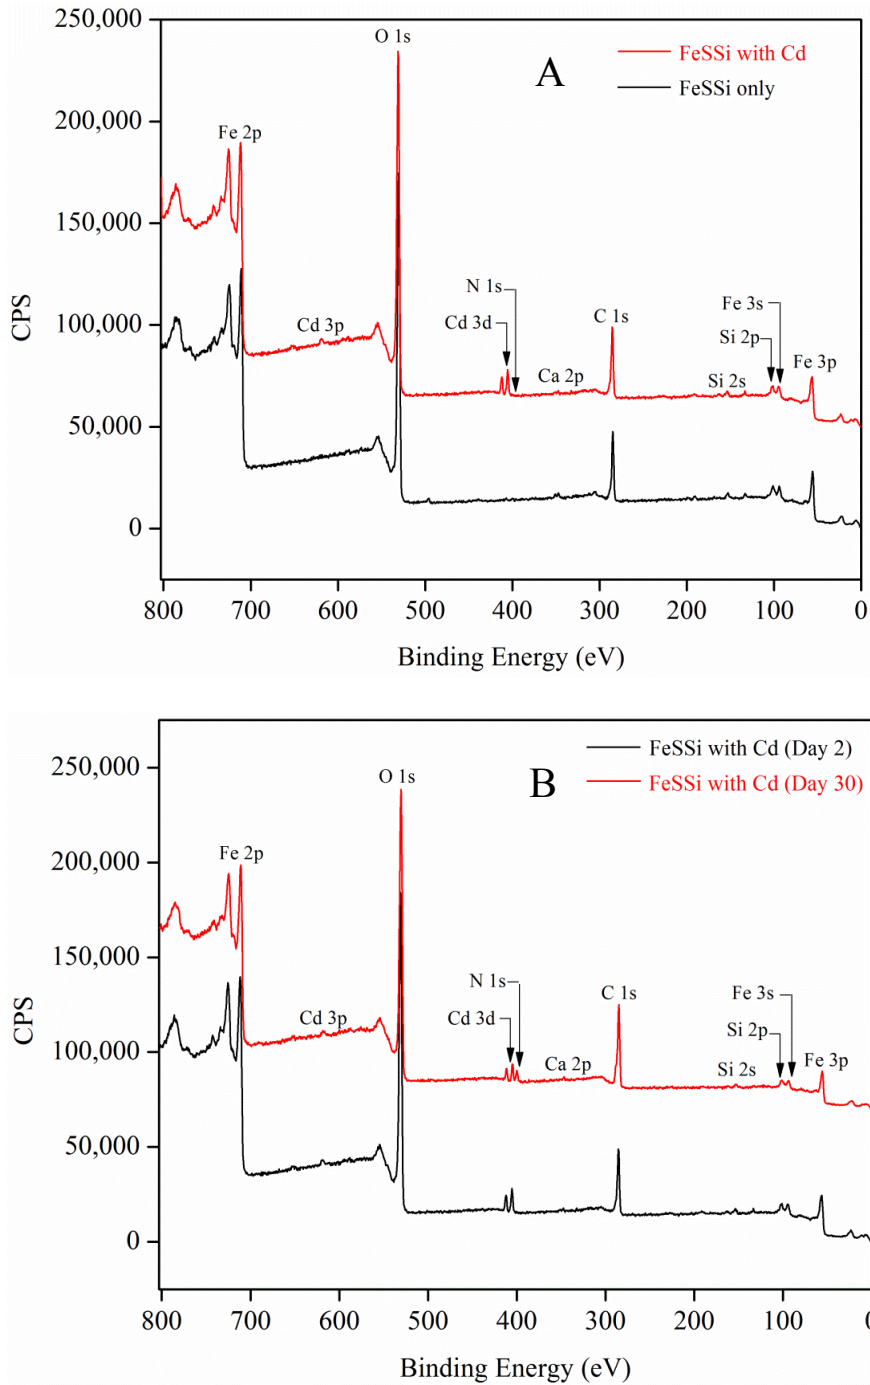 250,000
O 1s
A
FeSSi with Cd
FeSSi only
200,000
Fe 2p
150,000
CPS
N 1s
Fe 3s
100,000
Cd 3p
Cd 3d
C 1s
Si 2p
Fe 3p
Ca 2p
Si 2s
50,000
0
800 700 600 500 400 300 200 100 0
Binding Energy (eV)
FeSSi with Cd (Day 2)
250,000
O 1s
B
FeSSi with Cd (Day 30)
200,000
Fe 2p
150,000
CPS
N 1s
C 1s
Fe 3s
100,000
Cd 3p
Cd 3d
Si 2p
Ca 2p
Si 2s
Fe 3p
50,000
0
800 700 600 500 400 300 200 100
Binding Energy (eV)